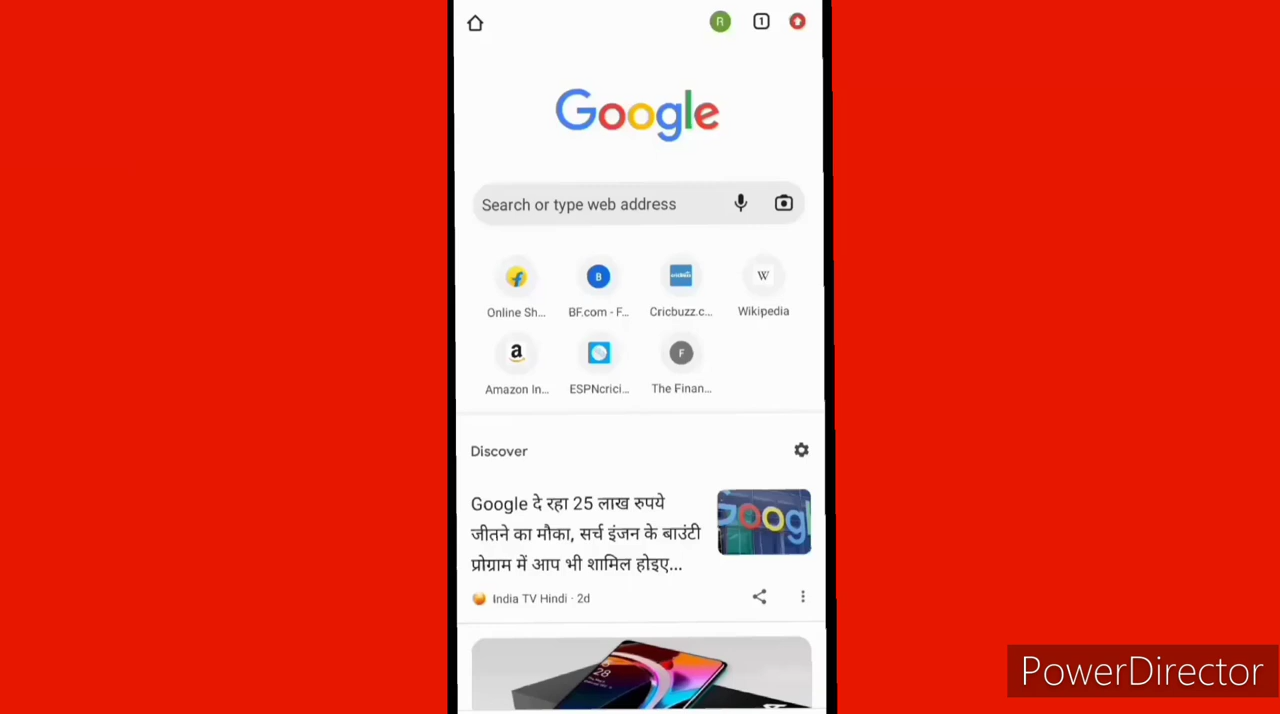 R
1
Google
Search or type web address
Online Sh...
BF.com - F...
Cricbuzz.c...
Wikipedia
Amazon In...
ESPNcrici...
The Finan...
Discover
Google दे रहा 25 लाख रुपये
जीतने का मौका, सर्च इंजन के बाउंटी
प्रोग्राम में आप भी शामिल होइए...
India TV Hindi · 2d
PowerDirector